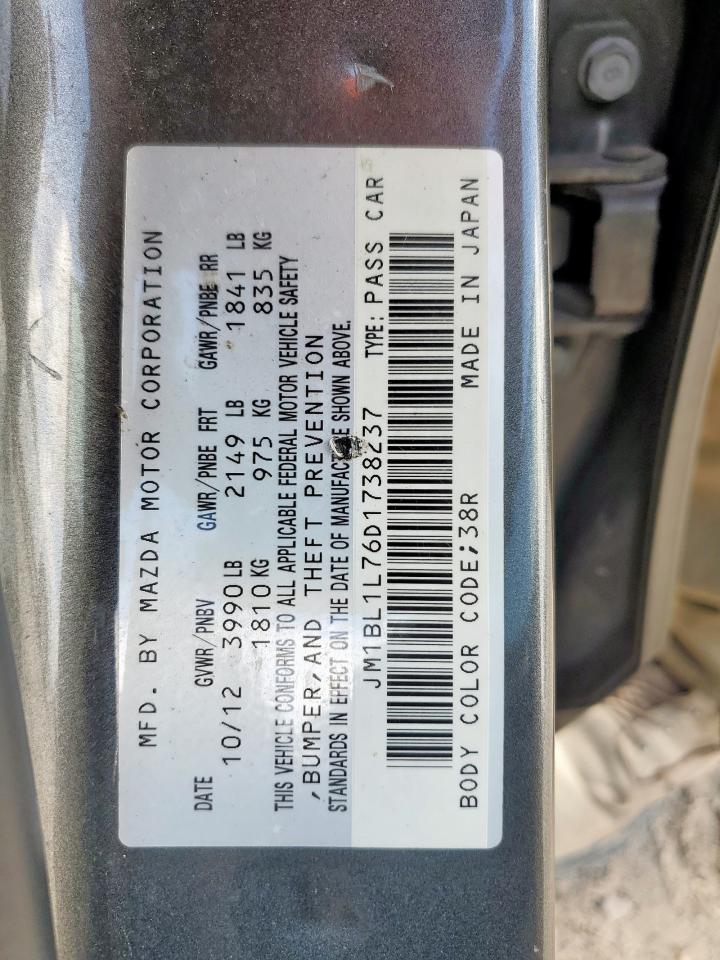 MFD. BY MAZDA MOTOR CORPORATION
DATE GVWR/PNBV GAWR/PNBE FRT GAWR/PNBE RR
10/12 3990 LB 2149 LB 1841 LB
1810 KG 975 KG 835 KG
THIS VEHICLE CONFORMS TO ALL APPLICABLE FEDERAL MOTOR VEHICLE SAFETY
,BUMPER,AND THEFT PREVENTION
STANDARDS IN EFFECT ON THE DATE OF MANUFACTURE SHOWN ABOVE.
JM1BL1L76D1738237 TYPE: PASS CAR
BODY COLOR CODE;38R MADE IN JAPAN